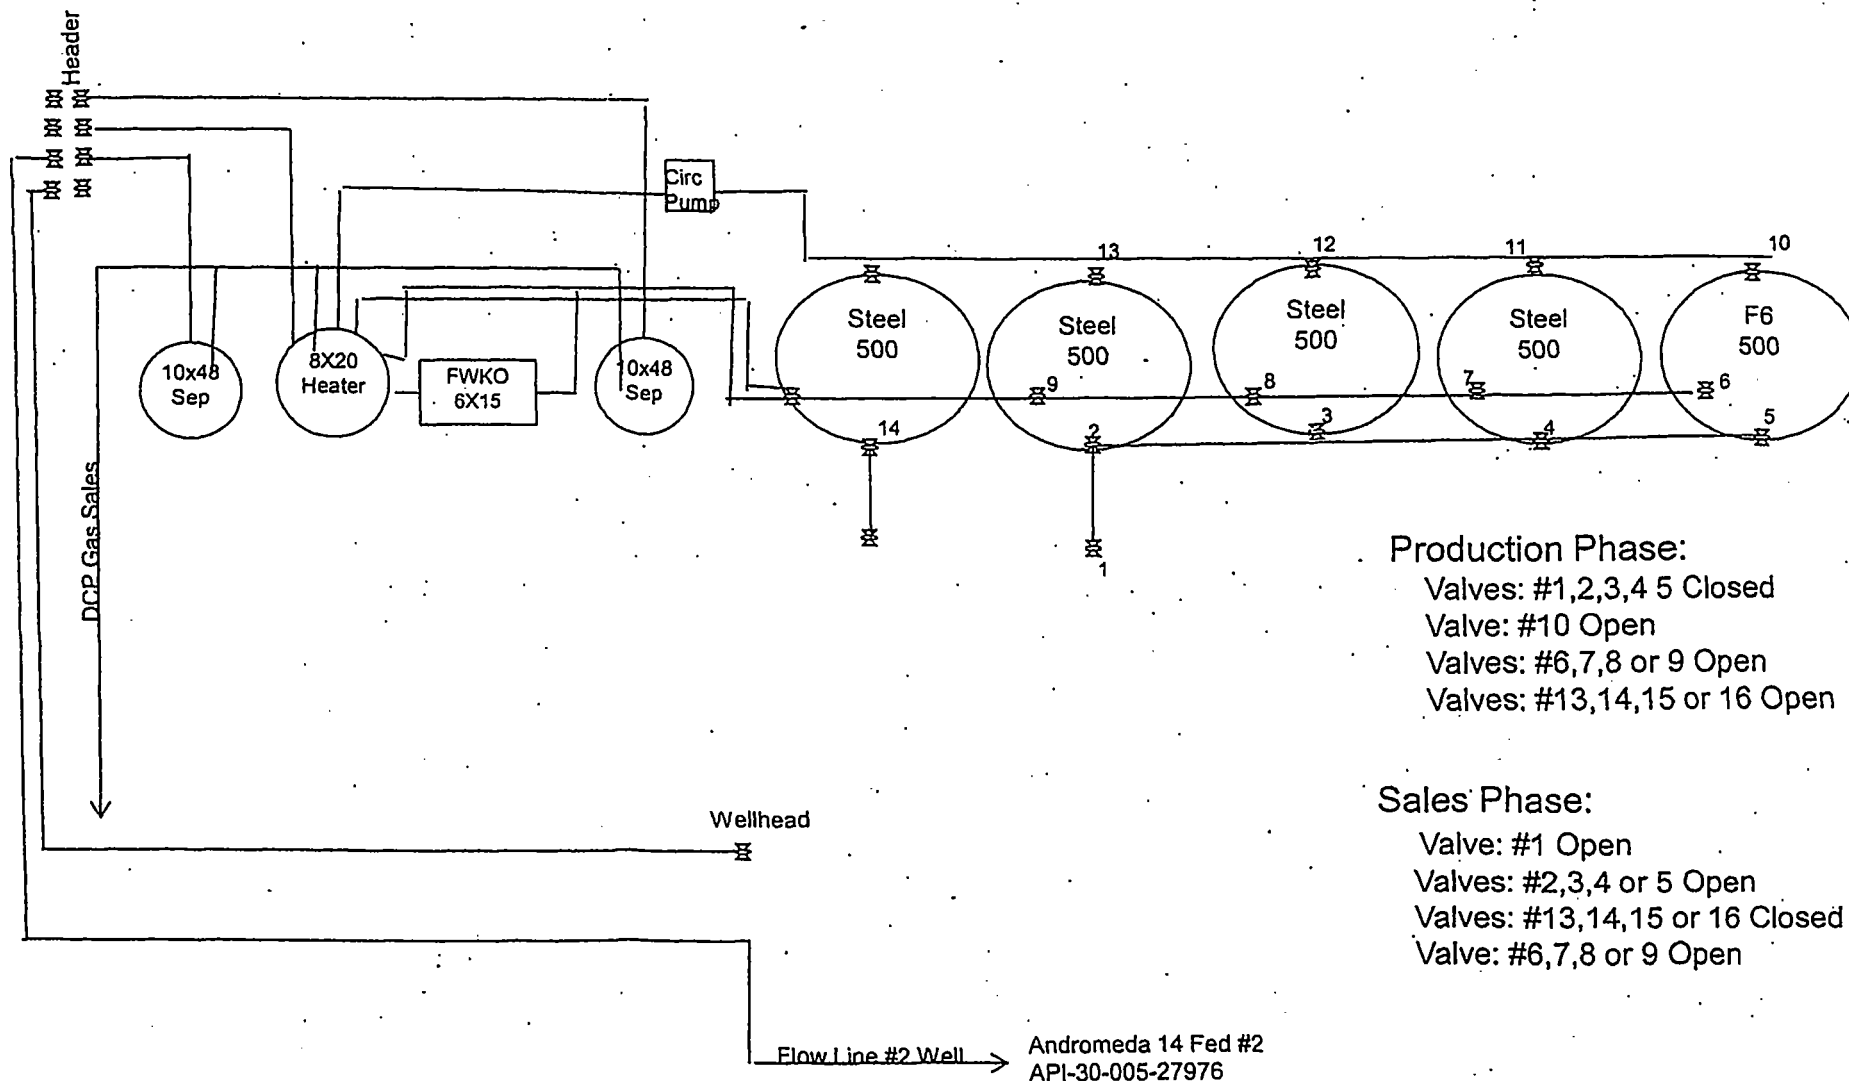 Header
Circ
Pump
13
12
11
10
Steel
500
Steel
500
Steel
500
Steel
500
F6
500
10x48
Sep
8X20
Heater
FWKO
6X15
10x48
Sep
9
8
7
6
14
2
3
4
5
1
DCP Gas Sales
Production Phase:
Valves: #1,2,3,4 5 Closed
Valve: #10 Open
Valves: #6,7,8 or 9 Open
Valves: #13,14,15 or 16 Open
Sales Phase:
Valve: #1 Open
Valves: #2,3,4 or 5 Open
Valves: #13,14,15 or 16 Closed
Valve: #6,7,8 or 9 Open
Wellhead
Flow Line #2 Well
Andromeda 14 Fed #2
API-30-005-27976